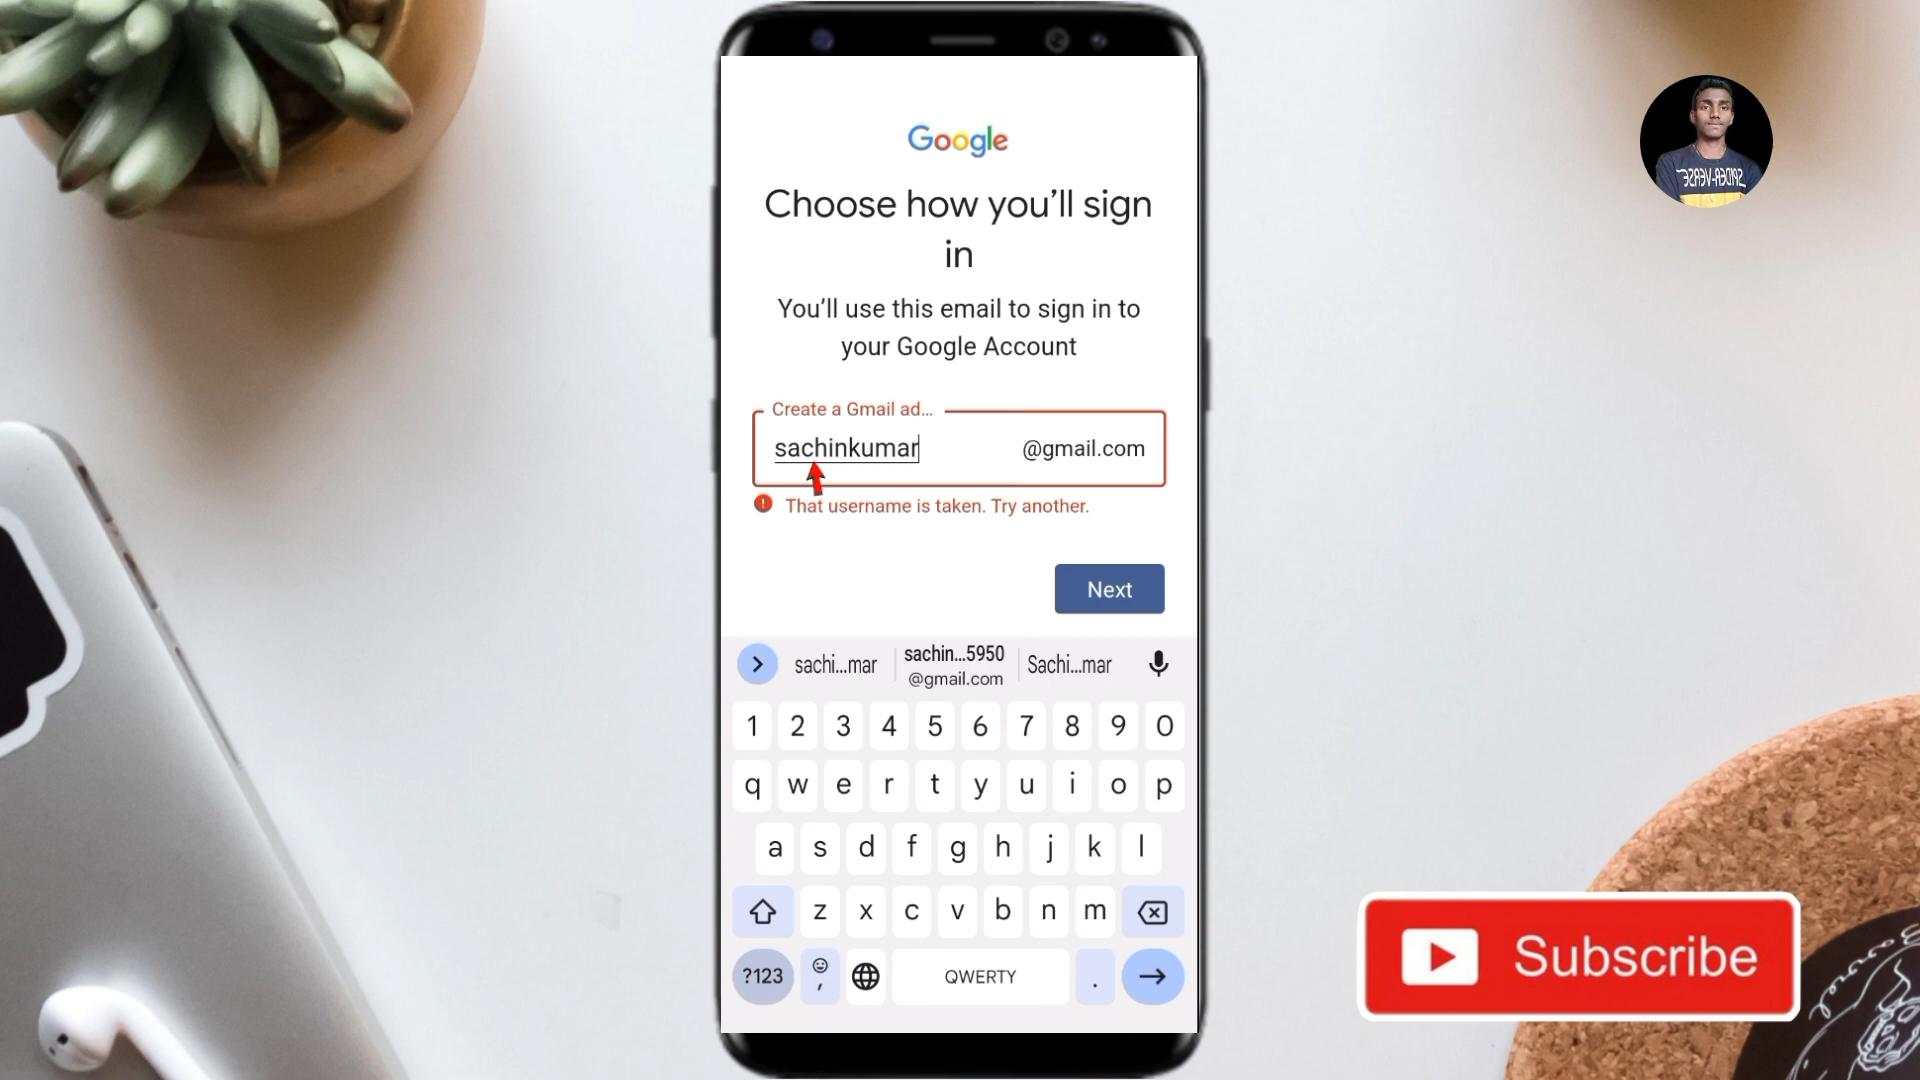 Google
Choose how you’ll sign
in
You’ll use this email to sign in to
your Google Account
Create a Gmail ad...
sachinkumar @gmail.com
That username is taken. Try another.
Next
sachi...mar sachin...5950 Sachi...mar
@gmail.com
1 2 3 4 5 6 7 8 9 0
q w e r t y u i o p
a s d f g h j k l
z x c v b n m
?123 , QWERTY .
SPIDER-VERSE
Subscribe